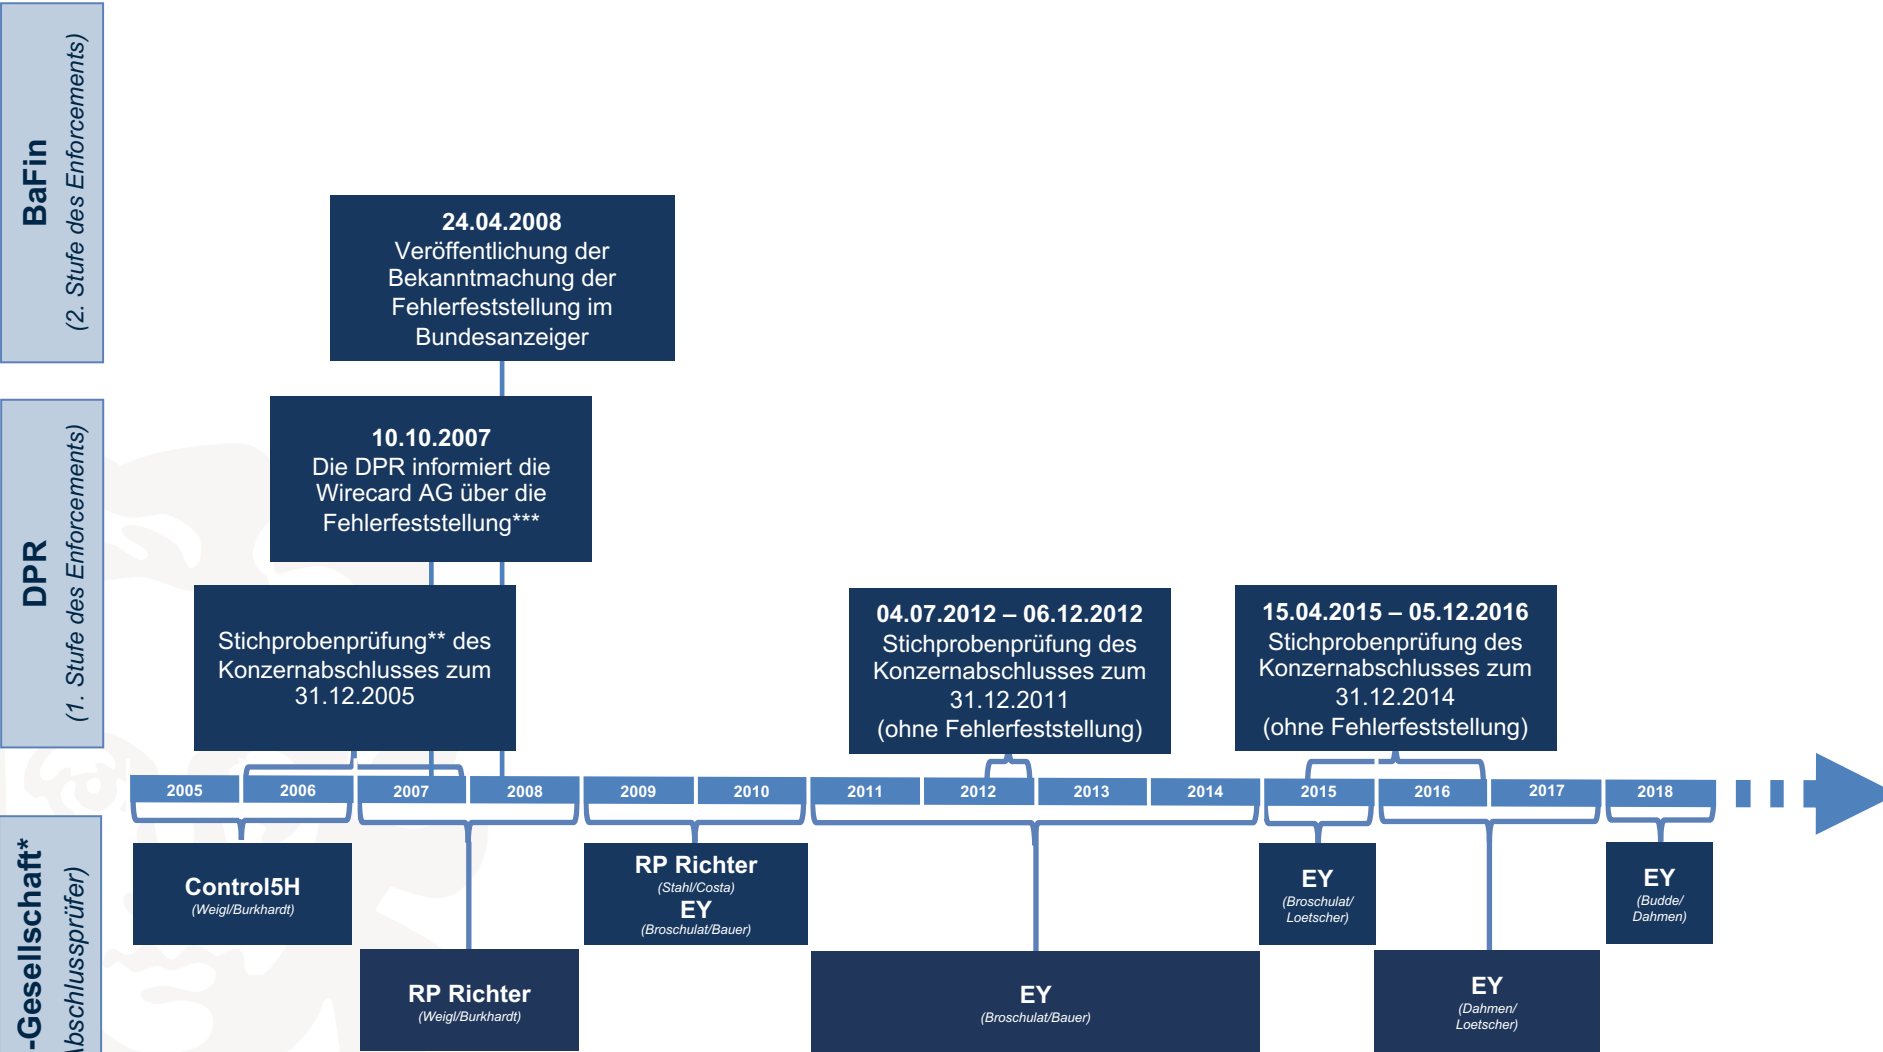 BaFin
(2. Stufe des Enforcements)
24.04.2008
Veröffentlichung der
Bekanntmachung der
Fehlerfeststellung im
Bundesanzeiger
DPR
(1. Stufe des Enforcements)
10.10.2007
Die DPR informiert die
Wirecard AG über die
Fehlerfeststellung***
Stichprobenprüfung** des
Konzernabschlusses zum
31.12.2005
04.07.2012 – 06.12.2012
Stichprobenprüfung des
Konzernabschlusses zum
31.12.2011
(ohne Fehlerfeststellung)
15.04.2015 – 05.12.2016
Stichprobenprüfung des
Konzernabschlusses zum
31.12.2014
(ohne Fehlerfeststellung)
2005 2006 2007 2008 2009 2010 2011 2012 2013 2014 2015 2016 2017 2018
-Gesellschaft*
Abschlussprüfer)
Control5H
(Weigl/Burkhardt)
RP Richter
(Weigl/Burkhardt)
RP Richter
(Stahl/Costa)
EY
(Broschulat/Bauer)
EY
(Broschulat/Bauer)
EY
(Broschulat/
Loetscher)
EY
(Dahmen/
Loetscher)
EY
(Budde/
Dahmen)